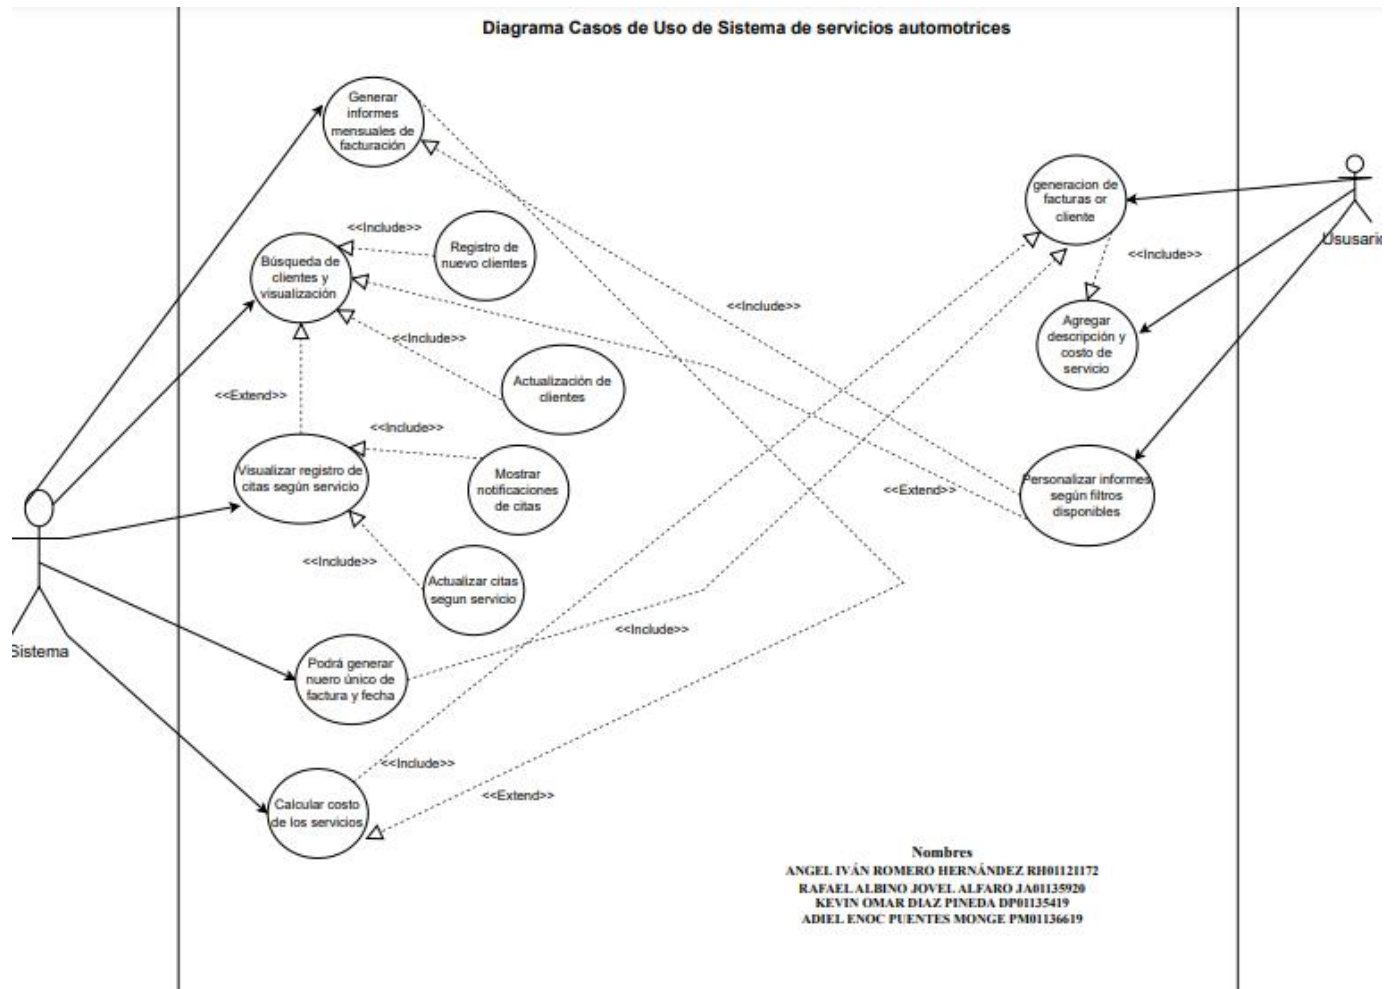 Diagrama Casos de Uso de Sistema de servicios automotrices
Generar
informes
mensuales de
facturación
generacion de
facturas or
cliente
Ususario
<<Include>>
Registro de
nuevo clientes
<<Include>>
Búsqueda de
clientes y
visualización
<<Include>>
Agregar
descripción y
costo de
servicio
<<Include>>
Actualización de
clientes
<<Extend>>
<<Include>>
Visualizar registro de
citas según servicio
Mostrar
notificaciones
de citas
<<Extend>>
Personalizar informes
según filtros
disponibles
<<Include>>
Actualizar citas
segun servicio
Sistema
<<Include>>
Podrá generar
nuero único de
factura y fecha
<<Include>>
Calcular costo
de los servicios
<<Extend>>
Nombres
ANGEL IVÁN ROMERO HERNÁNDEZ RH01121172
RAFAEL ALBINO JOVEL ALFARO JA01135920
KEVIN OMAR DIAZ PINEDA DP01135419
ADIEL ENOC PUENTES MONGE PM01136619